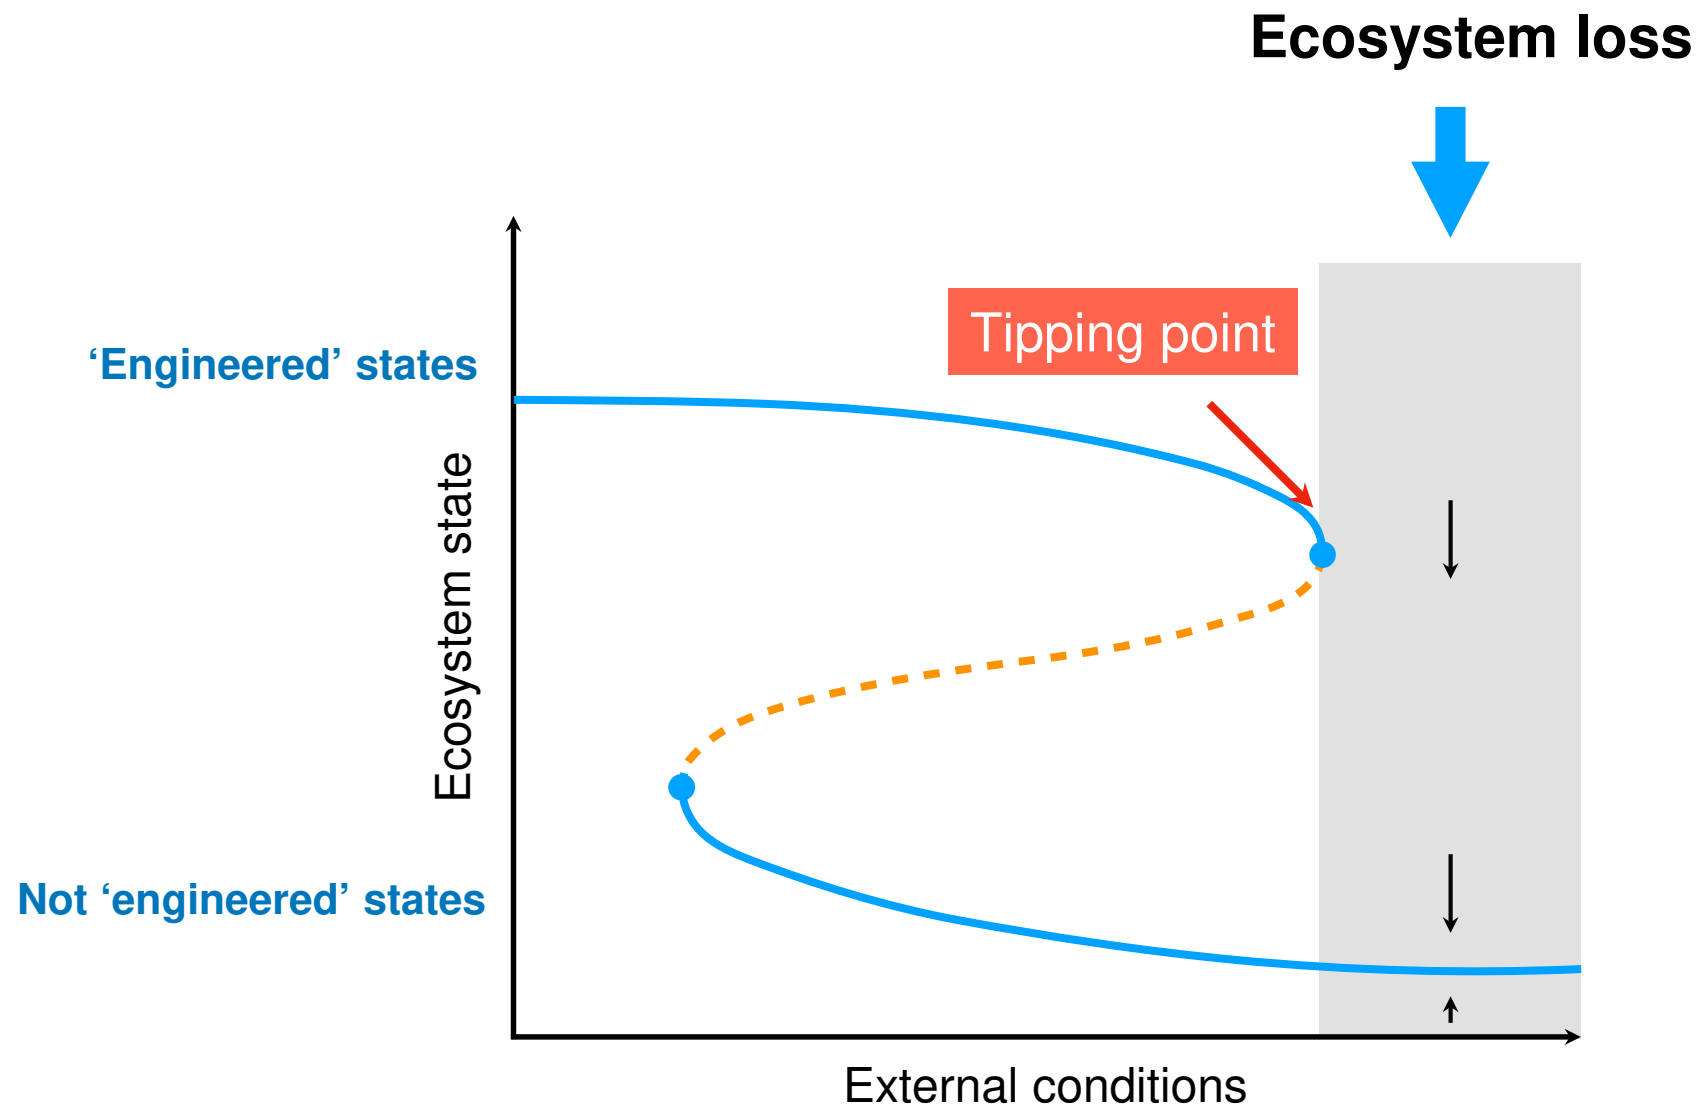 Ecosystem loss
Tipping point
‘Engineered’ states
Ecosystem state
Not ‘engineered’ states
External conditions